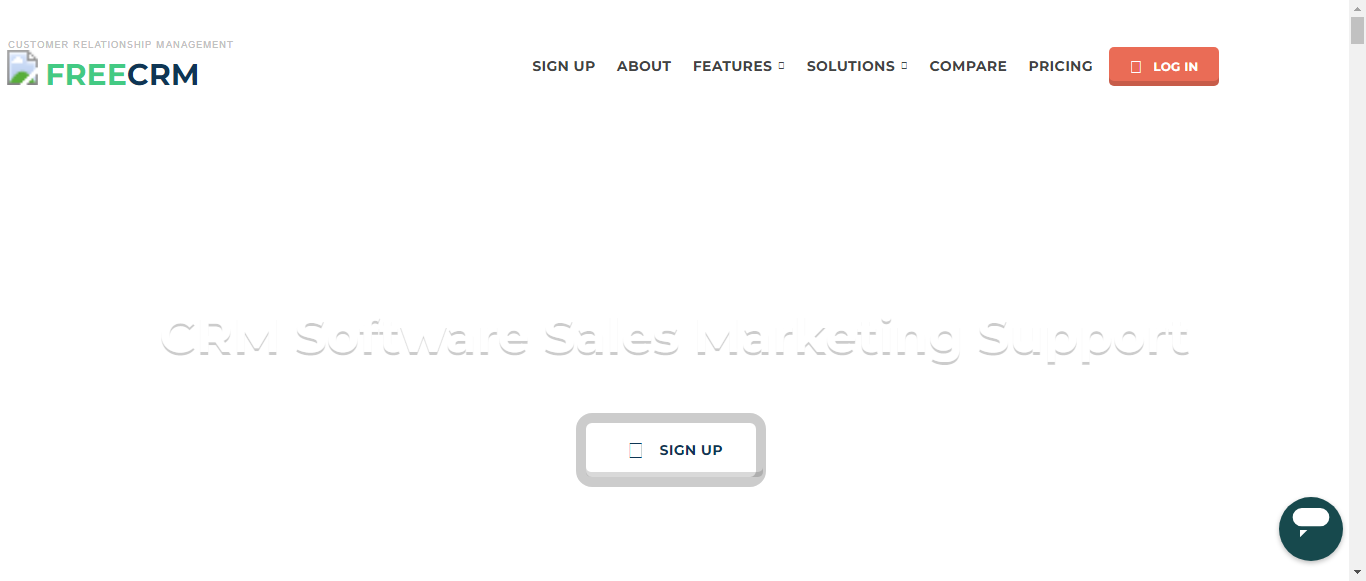 CUSTOMER RELATIONSHIP MANAGEMENT
FREECRM
SIGN UP ABOUT FEATURES SOLUTIONS COMPARE PRICING LOG IN
CRM Software Sales Marketing Support
SIGN UP